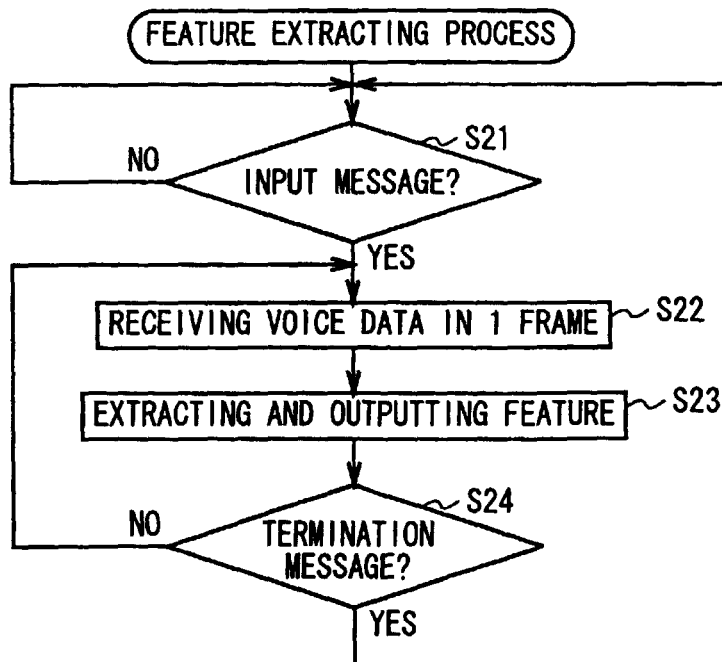 FEATURE EXTRACTING PROCESS
S21
NO
INPUT MESSAGE?
YES
RECEIVING VOICE DATA IN 1 FRAME
S22
EXTRACTING AND OUTPUTTING FEATURE
S23
S24
NO
TERMINATION
MESSAGE?
YES